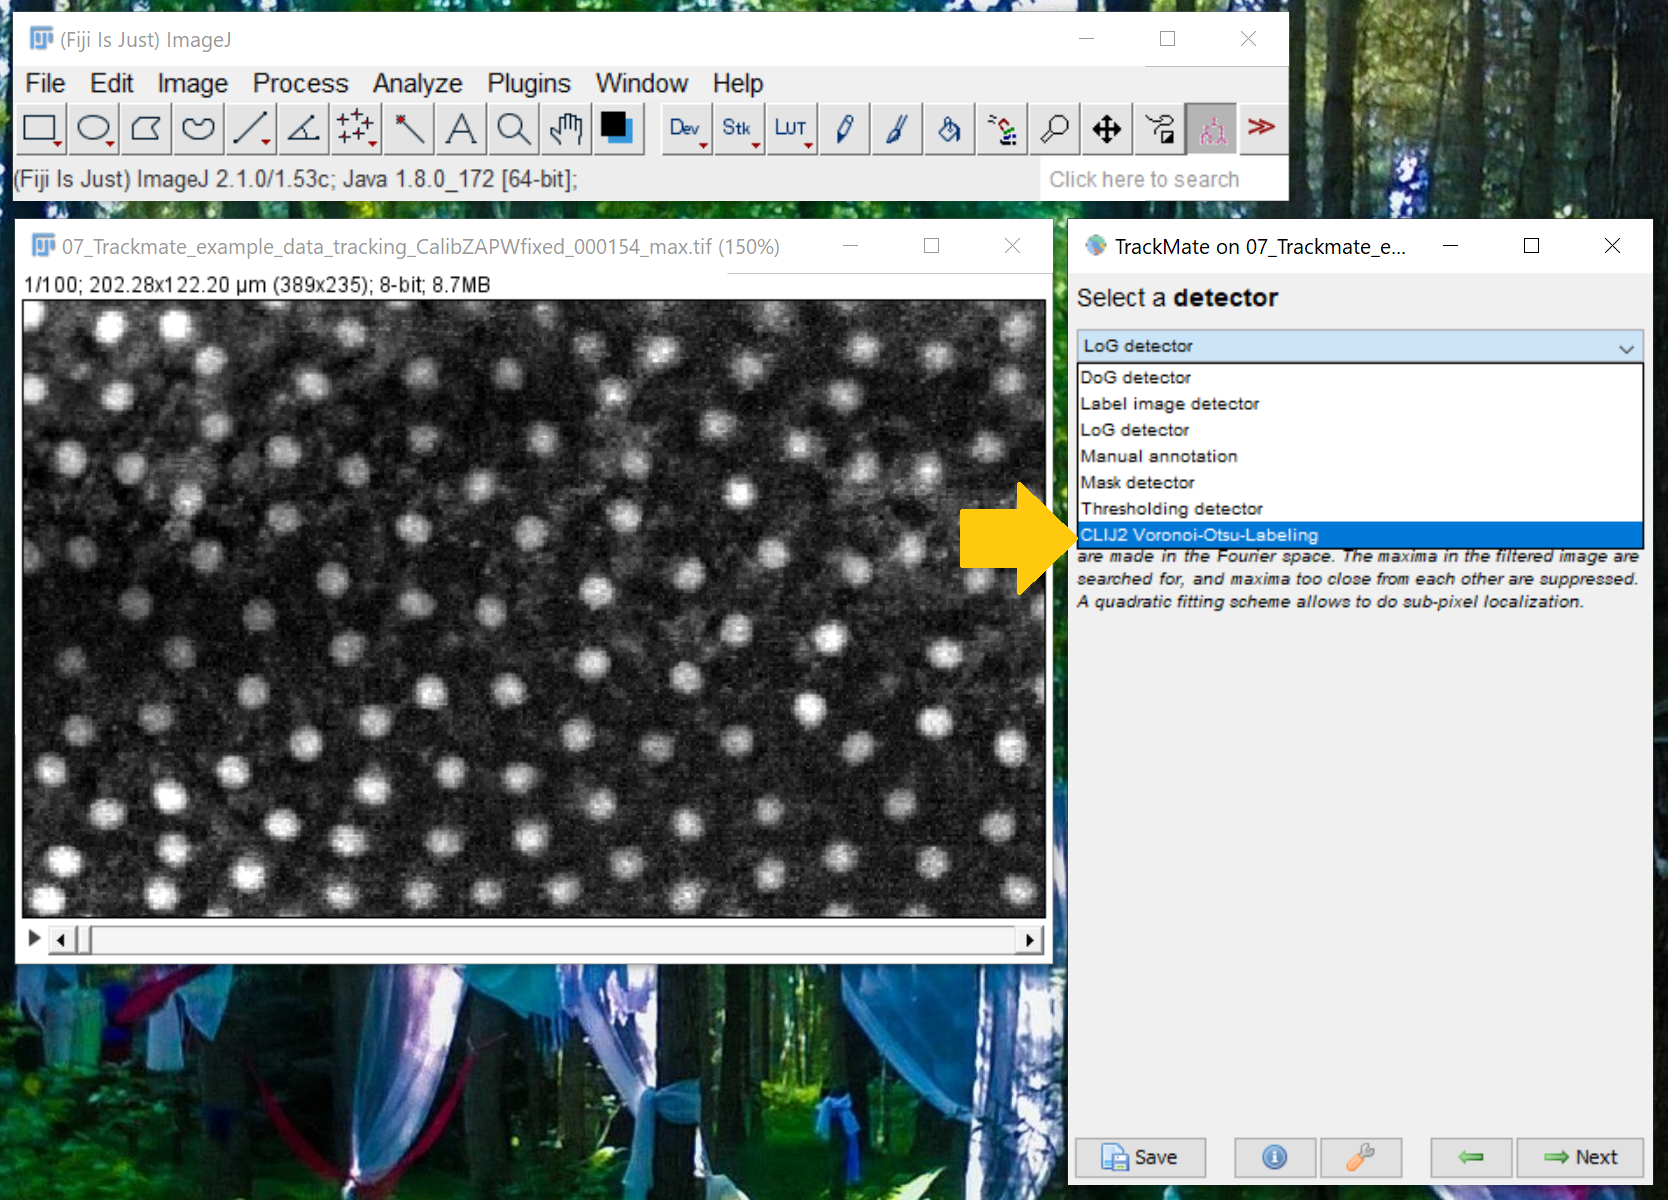 (Fiji Is Just) ImageJ
File Edit Image Process Analyze Plugins Window Help
Dev Stk LUT
(Fiji Is Just) ImageJ 2.1.0/1.53c; Java 1.8.0_172 [64-bit];
Click here to search
07_Trackmate_example_data_tracking_CalibZAPWfixed_000154_max.tif (150%)
1/100; 202.28x122.20 µm (389x235); 8-bit; 8.7MB
TrackMate on 07_Trackmate_e...
Select a detector
LoG detector
DoG detector
Label image detector
LoG detector
Manual annotation
Mask detector
Thresholding detector
CLIJ2 Voronoi-Otsu-Labeling
are made in the Fourier space. The maxima in the filtered image are
searched for, and maxima too close from each other are suppressed.
A quadratic fitting scheme allows to do sub-pixel localization.
Save
Next